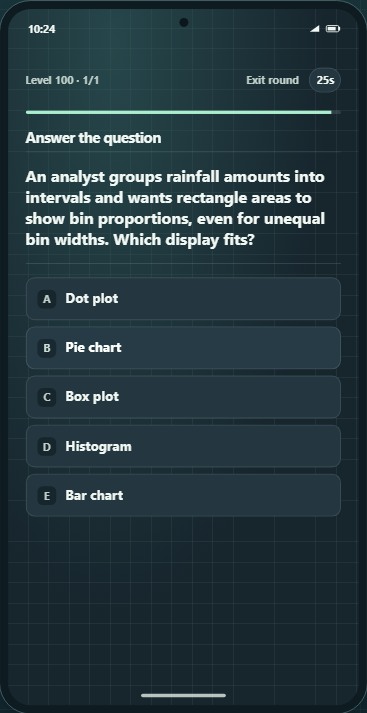 10:24
Level 100 · 1/1 Exit round 25s
Answer the question
An analyst groups rainfall amounts into
intervals and wants rectangle areas to
show bin proportions, even for unequal
bin widths. Which display fits?
A Dot plot
B Pie chart
C Box plot
D Histogram
E Bar chart